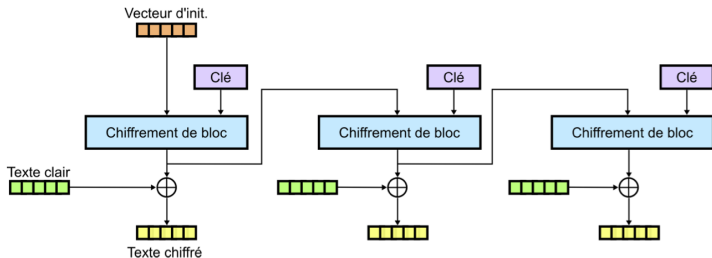 Vecteur d'init.
Clé
Clé
Clé
Chiffrement de bloc
Chiffrement de bloc
Chiffrement de bloc
Texte clair
Texte chiffré